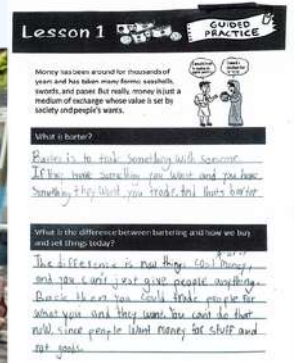 Lesson 1
GUIDED
PRACTICE
Money has been around for thousands of
years and has taken many forms: seashells,
swords, and paper. But really, money is just a
medium of exchange whose value is set by
society and people's wants.
What is barter?
Barter is to trade something with someone.
If they have something you want and you have
something they want, you trade. And thats barter
What is the difference between bartering and how we buy
and sell things today?
The difference is now things cost money,
and you can't just give people anything.
Back then you could trade people for
what you and they want. You cant do that
now, since people want money for stuff and
not goods.